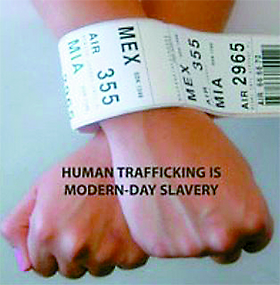 MEX
AIR 355
MIA
MEX 355
AIR 2965
MIA
HUMAN TRAFFICKING IS
MODERN-DAY SLAVERY